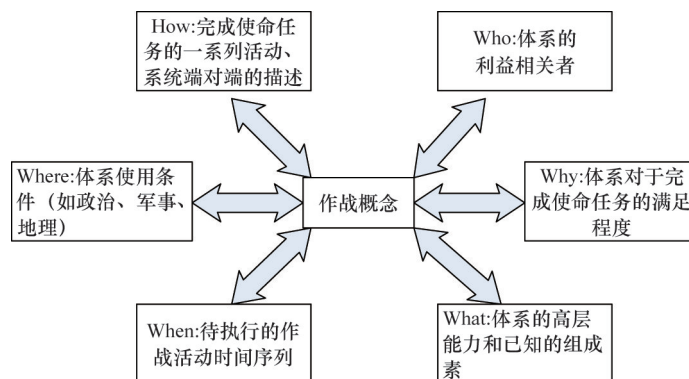 How:完成使命任
务的一系列活动、
系统端对端的描述
Who:体系的
利益相关者
Where:体系使用条
件（如政治、军事、
地理）
作战概念
Why:体系对于完
成使命任务的满足
程度
When:待执行的作
战活动时间序列
What:体系的高层
能力和已知的组成
素